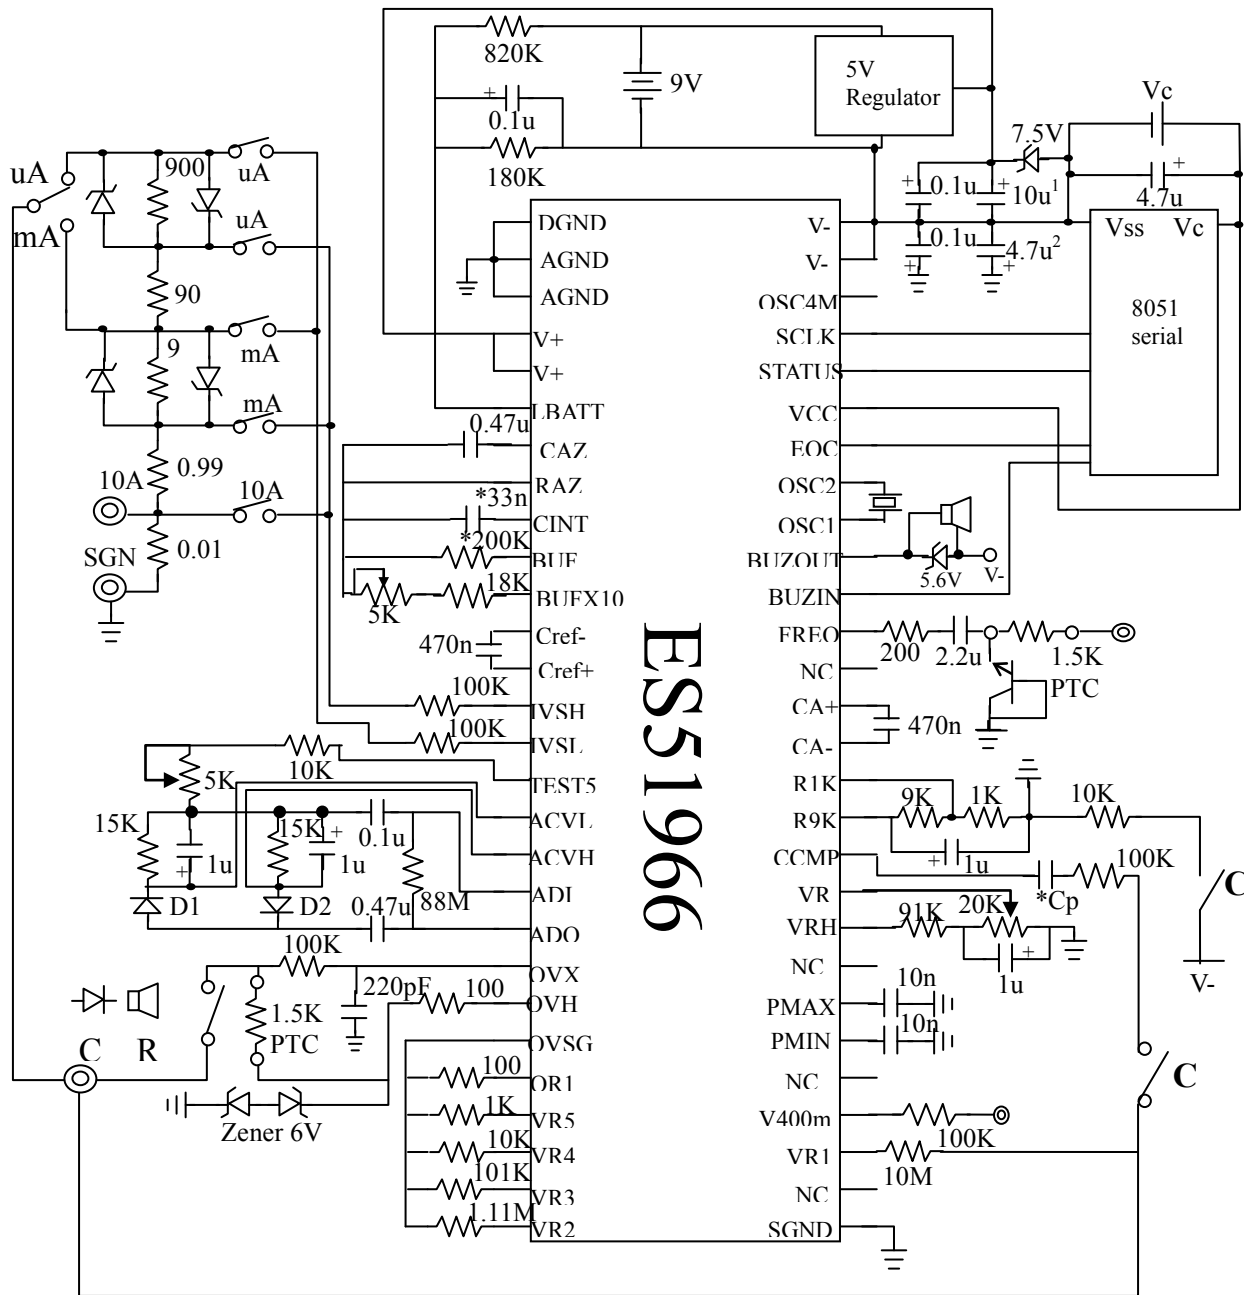 820K
9V
5V
Regulator
0.1u
180K
7.5V
Vc
4.7u
0.1u
10u¹
0.1u
4.7u²
Vss
Vc
8051
serial
uA
mA
900
uA
uA
90
9
mA
mA
0.99
10A
10A
0.01
SGN
DGND
AGND
AGND
V+
V+
LBATT
0.47u
CAZ
RAZ
*33n
CINT
*200K
BUF
18K
5K
BUFX10
Cref-
470n
Cref+
100K
IVSH
100K
IVSL
10K
5K
TEST5
15K
1u
15K
1u
0.1u
ACVL
ACVH
88M
ADI
D1
D2
0.47u
ADO
100K
OVX
220pF
100
OVH
1.5K
PTC
C
R
OVSG
Zener 6V
100
OR1
1K
VR5
10K
VR4
101K
VR3
1.11M
VR2
ES51966
V-
V-
OSC4M
SCLK
STATUS
VCC
EOC
OSC2
OSC1
BUZOUT
5.6V
V-
BUZIN
FREQ
200
2.2u
1.5K
PTC
NC
CA+
470n
CA-
R1K
9K
1K
10K
R9K
1u
CCMP
*Cp
100K
C
V-
VR
20K
VRH
91K
1u
NC
PMAX
10n
PMIN
10n
NC
C
V400m
100K
VR1
10M
NC
SGND